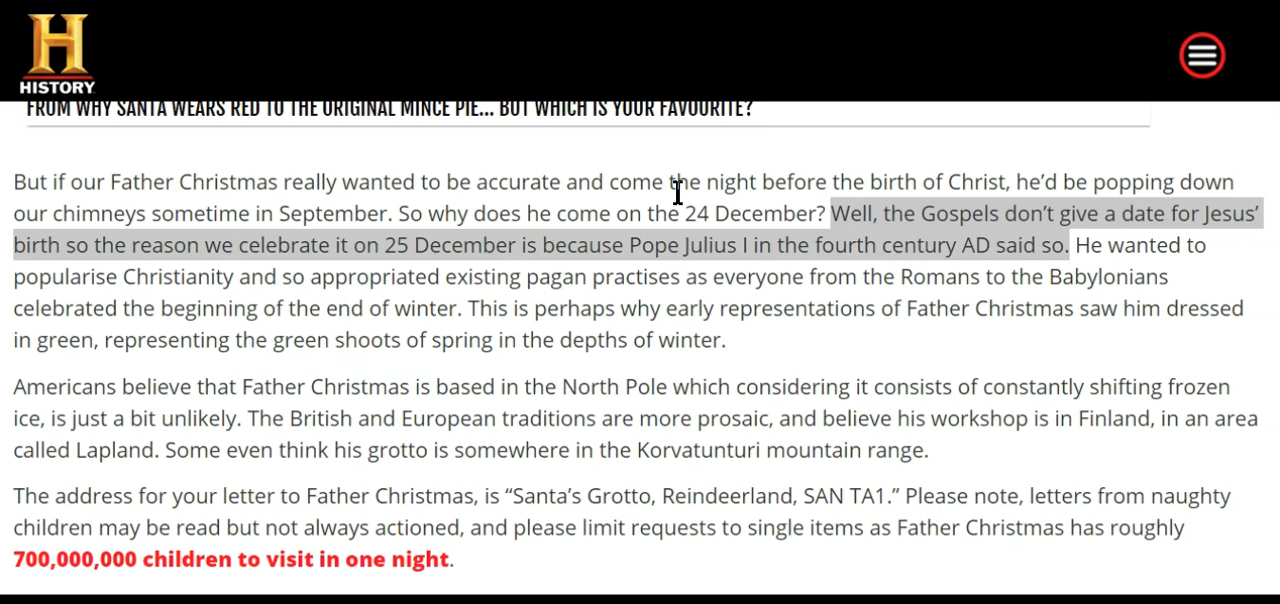 HISTORY
FROM WHY SANTA WEARS RED TO THE ORIGINAL MINCE PIE... BUT WHICH IS YOUR FAVOURITE?
But if our Father Christmas really wanted to be accurate and come the night before the birth of Christ, he’d be popping down
our chimneys sometime in September. So why does he come on the 24 December? Well, the Gospels don’t give a date for Jesus’
birth so the reason we celebrate it on 25 December is because Pope Julius I in the fourth century AD said so. He wanted to
popularise Christianity and so appropriated existing pagan practises as everyone from the Romans to the Babylonians
celebrated the beginning of the end of winter. This is perhaps why early representations of Father Christmas saw him dressed
in green, representing the green shoots of spring in the depths of winter.
Americans believe that Father Christmas is based in the North Pole which considering it consists of constantly shifting frozen
ice, is just a bit unlikely. The British and European traditions are more prosaic, and believe his workshop is in Finland, in an area
called Lapland. Some even think his grotto is somewhere in the Korvatunturi mountain range.
The address for your letter to Father Christmas, is “Santa’s Grotto, Reindeerland, SAN TA1.” Please note, letters from naughty
children may be read but not always actioned, and please limit requests to single items as Father Christmas has roughly
700,000,000 children to visit in one night.